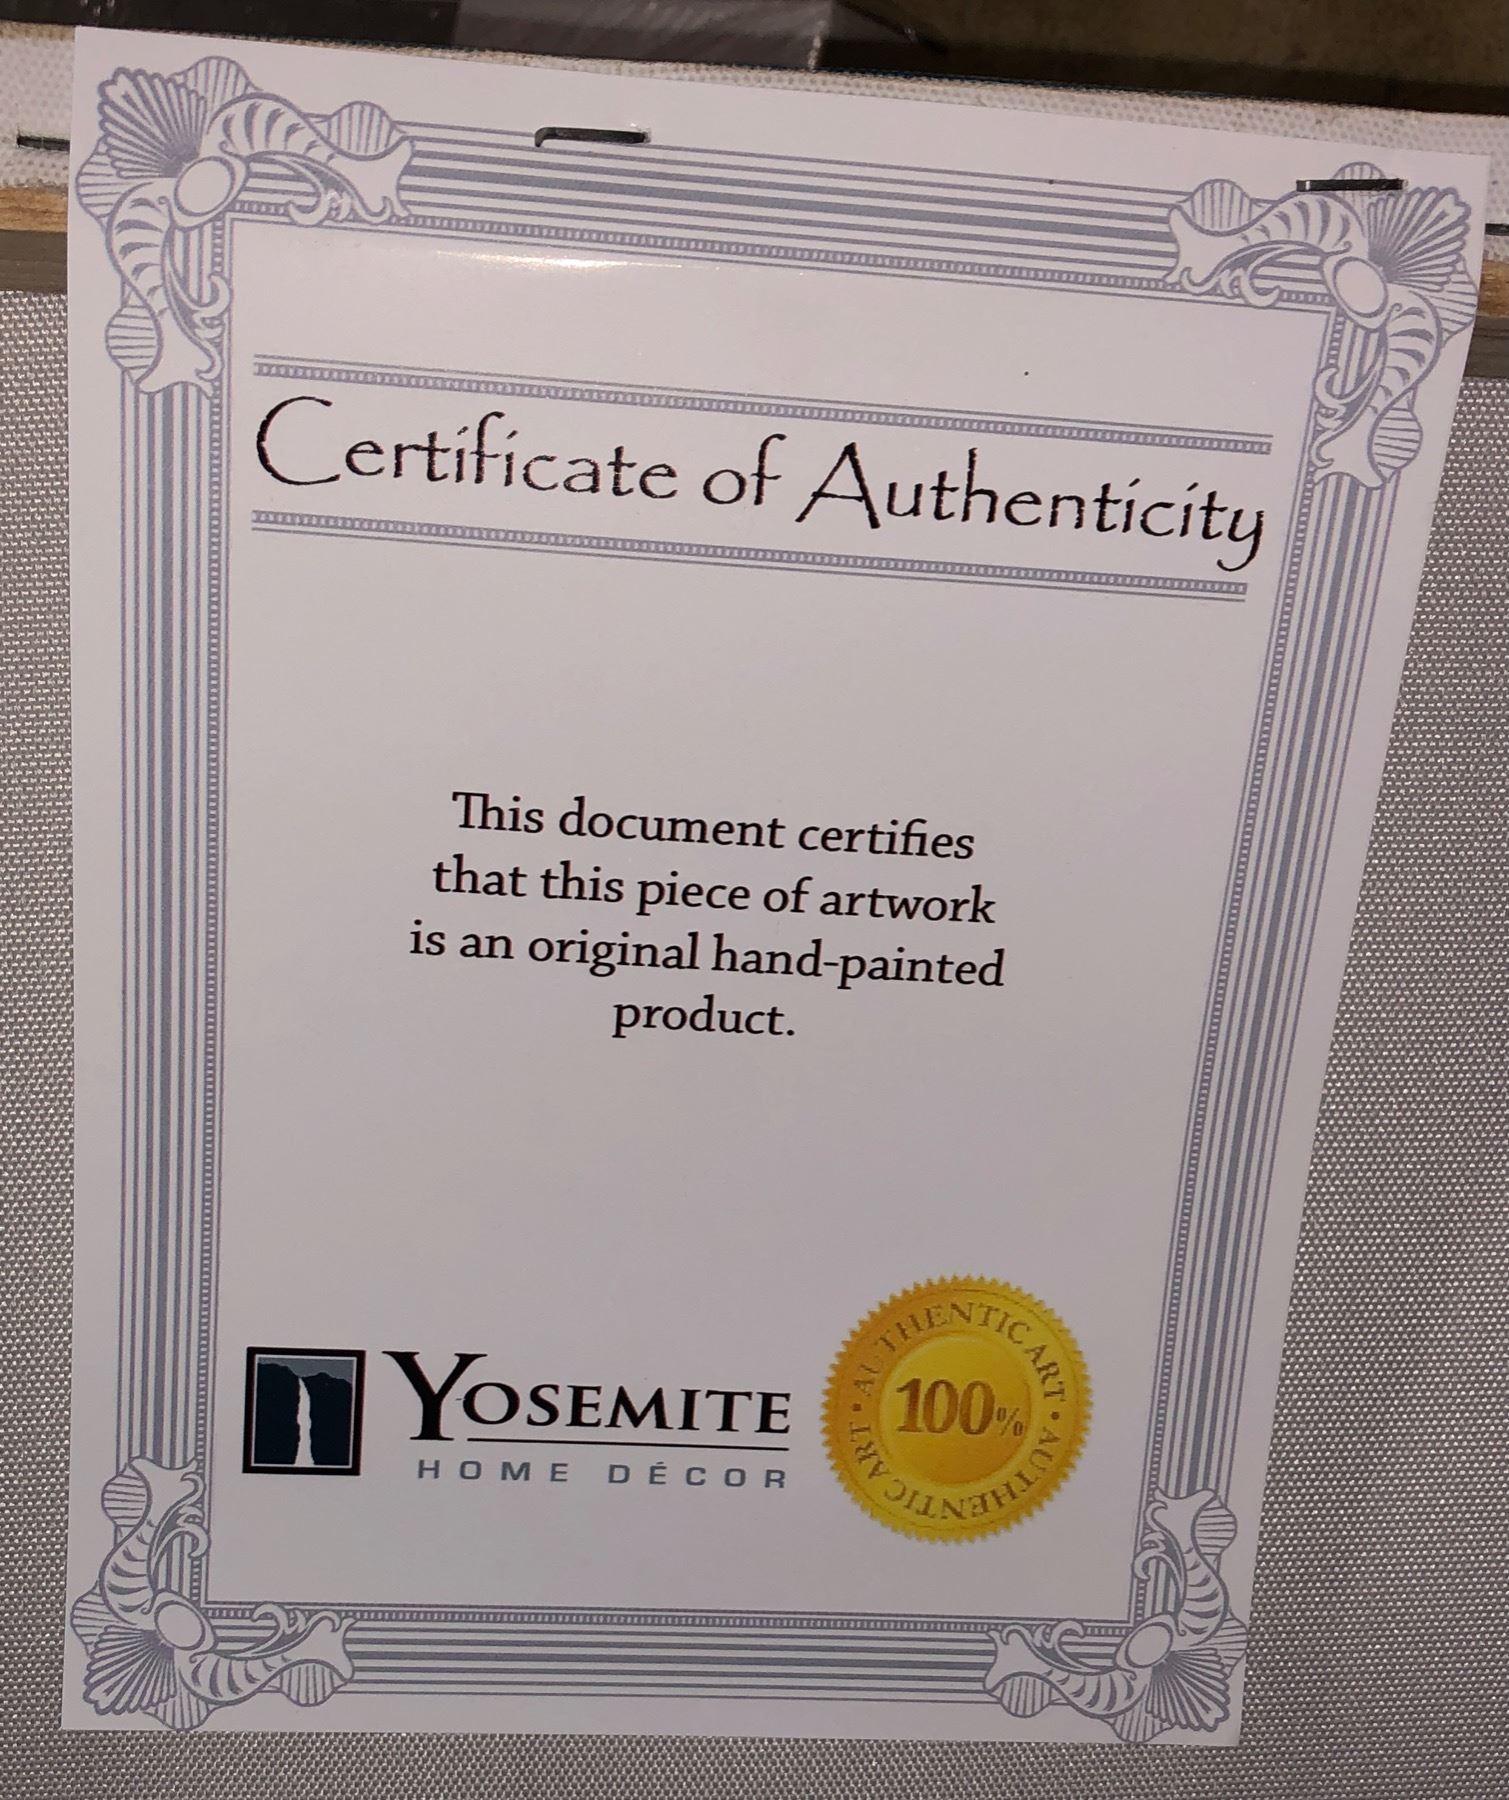 Certificate of Authenticity
This document certifies
that this piece of artwork
is an original hand-painted
product.
YOSEMITE
HOME DÉCOR
AUTHENTIC ART • AUTHENTIC ART •
100%